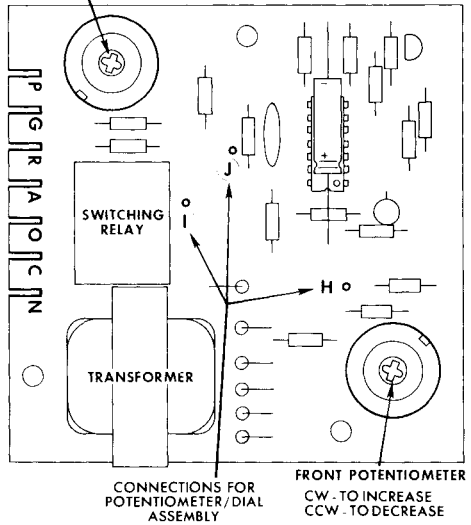 P
G
R
A
O
C
N
J
SWITCHING
RELAY
I
H
TRANSFORMER
+
CONNECTIONS FOR
POTENTIOMETER/DIAL
ASSEMBLY
FRONT POTENTIOMETER
CW - TO INCREASE
CCW - TO DECREASE